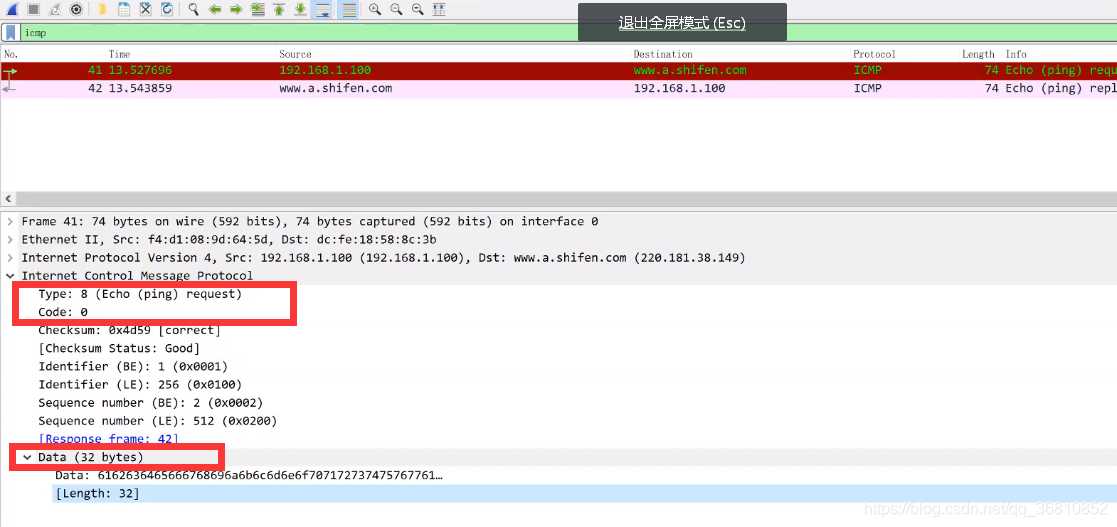 icmp
退出全屏模式 (Esc)
No. Time Source Destination Protocol Length Info
41 13.527696 192.168.1.100 www.a.shifen.com ICMP 74 Echo (ping) requ
42 13.543859 www.a.shifen.com 192.168.1.100 ICMP 74 Echo (ping) repl
Frame 41: 74 bytes on wire (592 bits), 74 bytes captured (592 bits) on interface 0
Ethernet II, Src: f4:d1:08:9d:64:5d, Dst: dc:fe:18:58:8c:3b
Internet Protocol Version 4, Src: 192.168.1.100 (192.168.1.100), Dst: www.a.shifen.com (220.181.38.149)
Internet Control Message Protocol
Type: 8 (Echo (ping) request)
Code: 0
Checksum: 0x4d59 [correct]
[Checksum Status: Good]
Identifier (BE): 1 (0x0001)
Identifier (LE): 256 (0x0100)
Sequence number (BE): 2 (0x0002)
Sequence number (LE): 512 (0x0200)
[Response frame: 42]
Data (32 bytes)
Data: 6162636465666768696a6b6c6d6e6f707172737475767761…
[Length: 32]
https://blog.csdn.net/qq_36810852